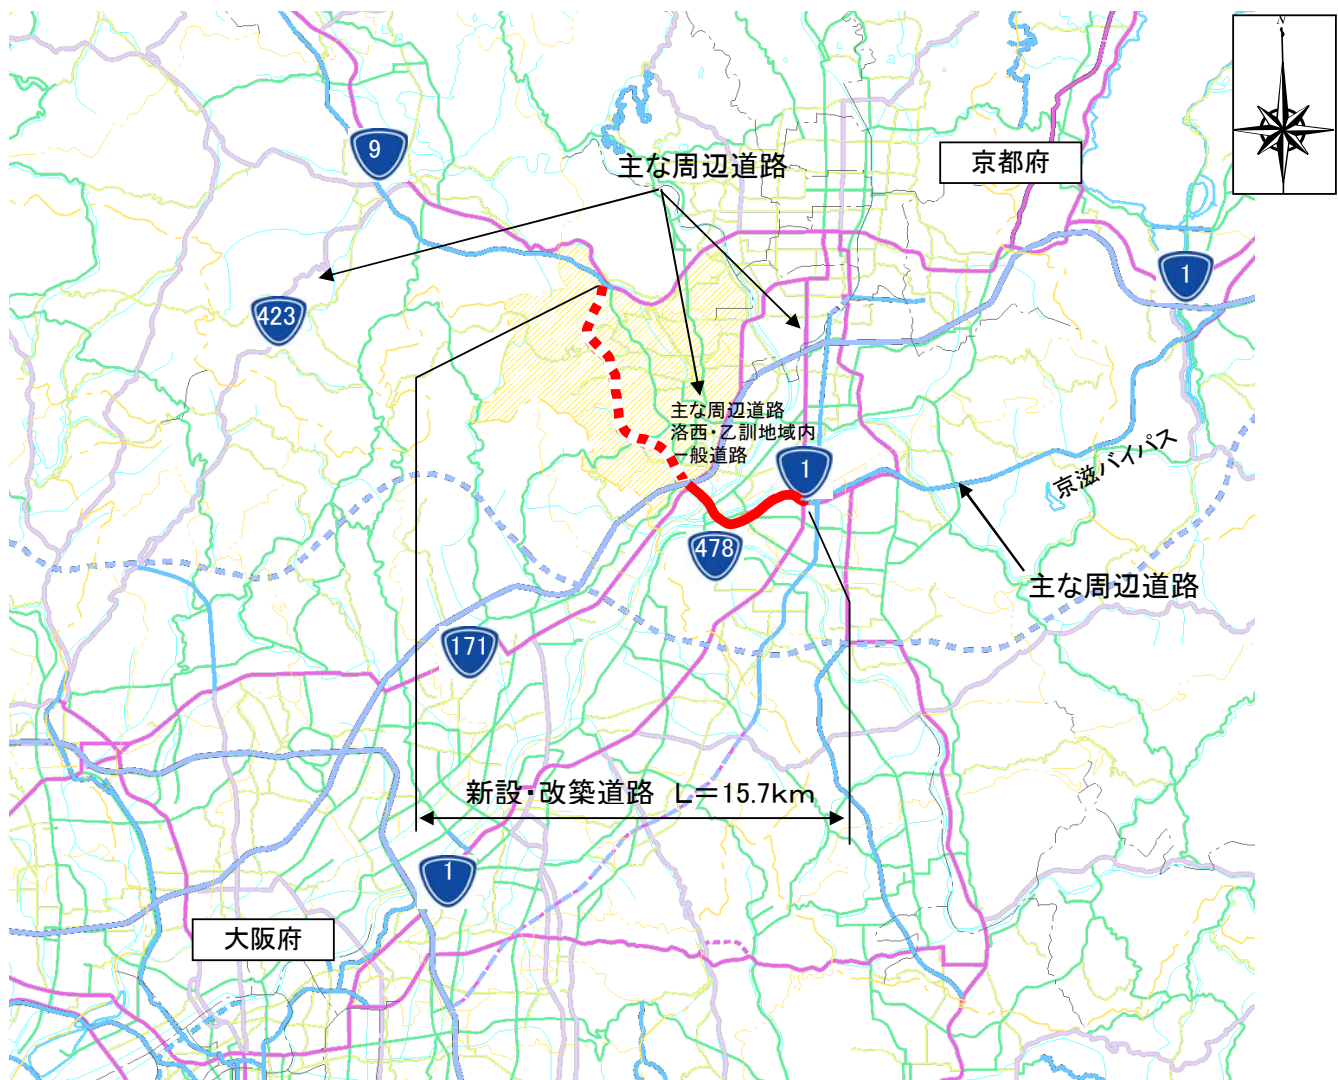 N
9
主な周辺道路
京都府
1
423
主な周辺道路
洛西・乙訓地域内
一般道路
1
京滋バイパス
478
主な周辺道路
171
新設・改築道路 L=15.7km
1
大阪府